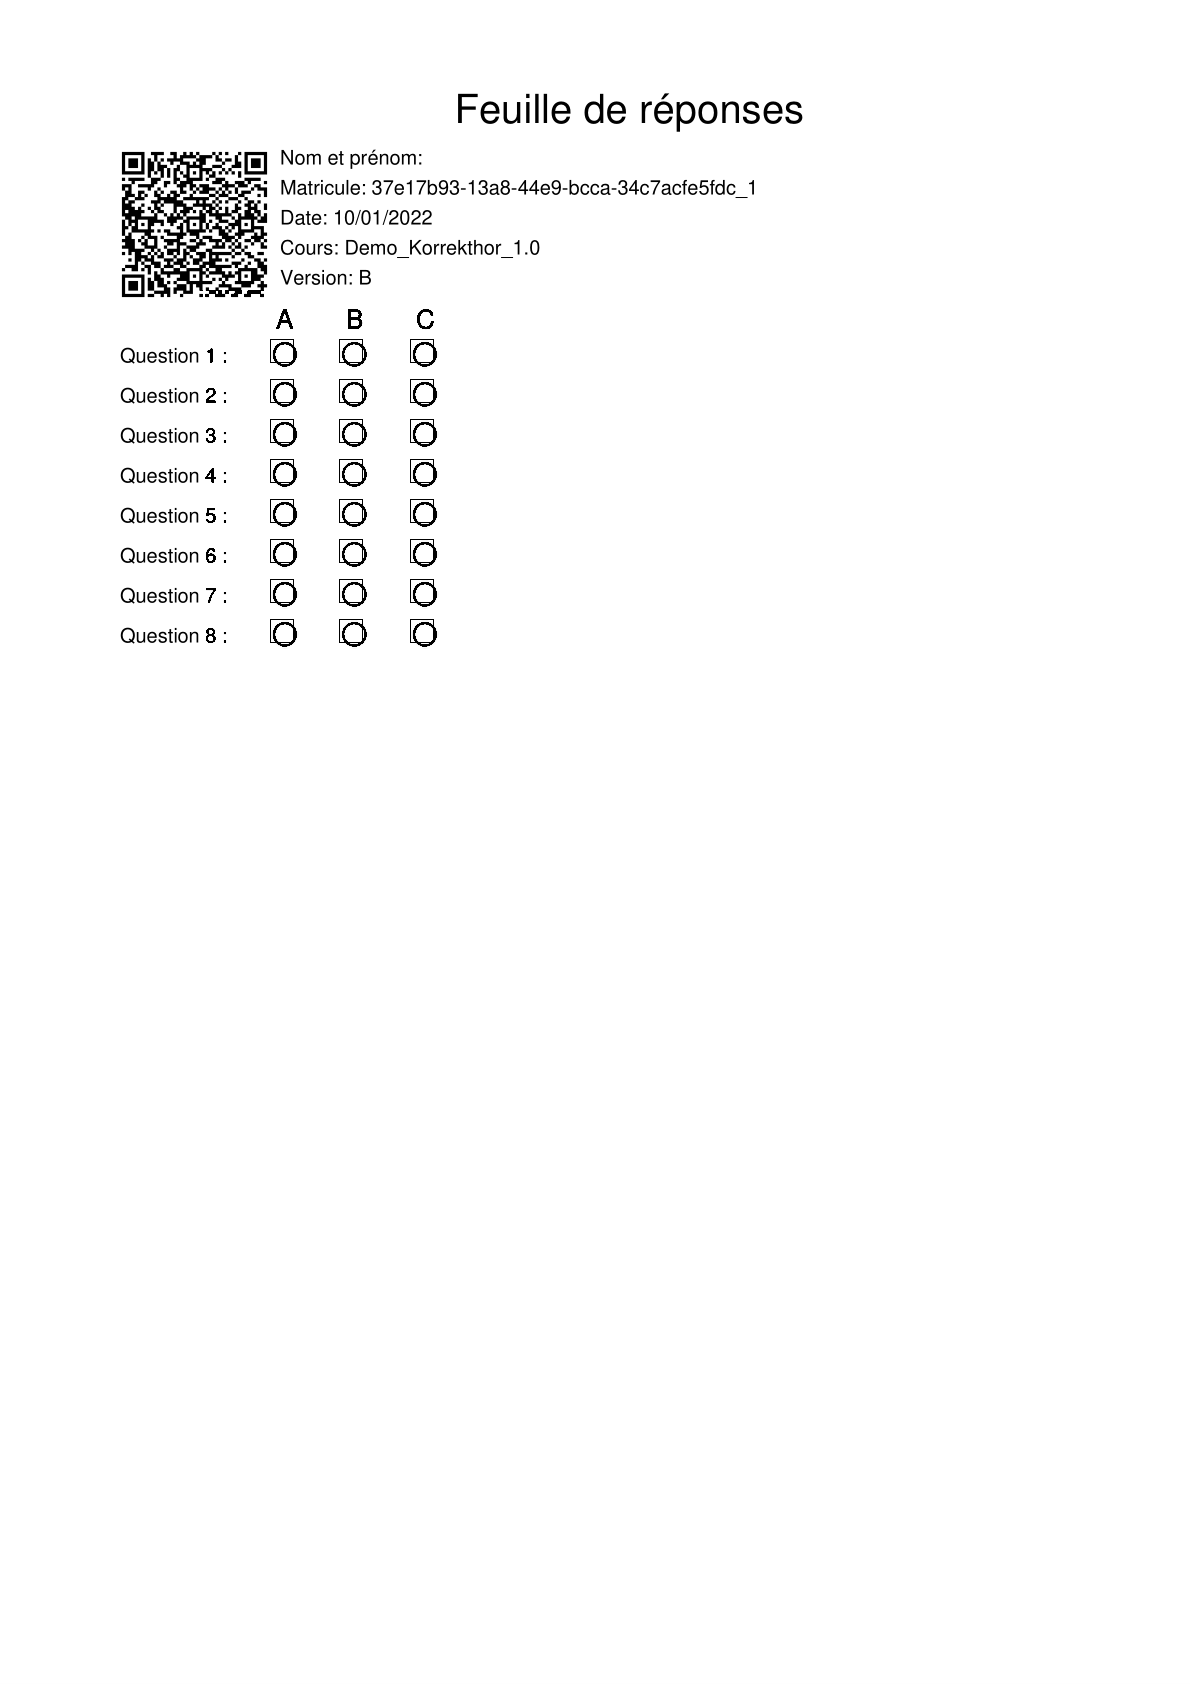 Feuille de réponses
Nom et prénom:
Matricule: 37e17b93-13a8-44e9-bcca-34c7acfe5fdc_1
Date: 10/01/2022
Cours: Demo_Korrekthor_1.0
Version: B
A B C
Question 1 :
Question 2 :
Question 3 :
Question 4 :
Question 5 :
Question 6 :
Question 7 :
Question 8 :